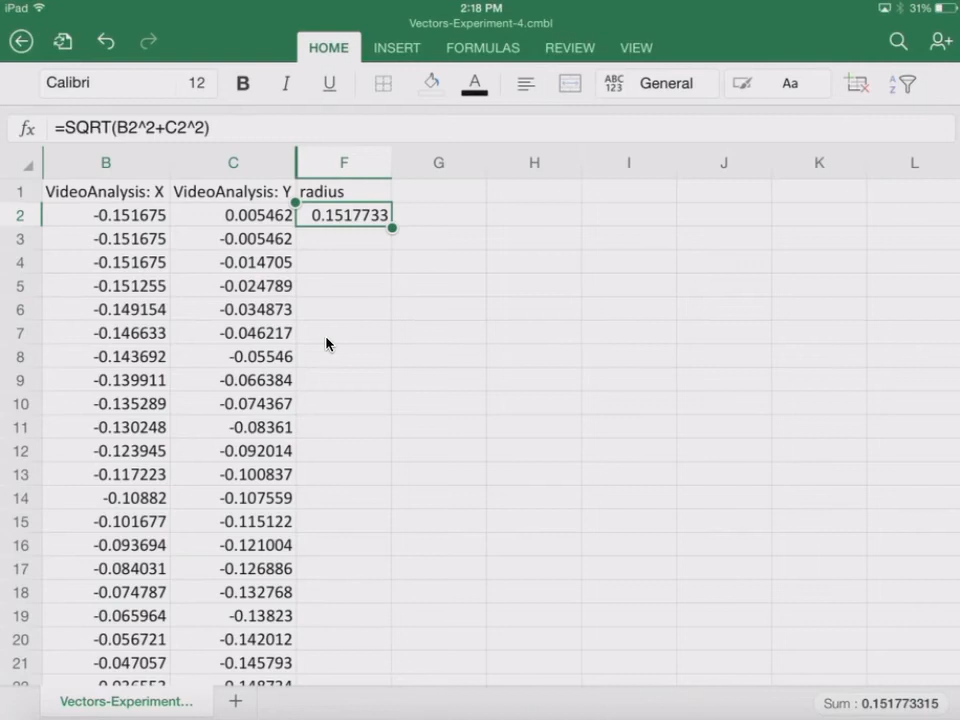 iPad 2:18 PM 31%
Vectors-Experiment-4.cmbl
HOME INSERT FORMULAS REVIEW VIEW
Calibri 12 B I U A ABC 123 General Aa A Z
fx =SQRT(B2^2+C2^2)
B C F G H I J K L
1 VideoAnalysis: X VideoAnalysis: Y radius
2 -0.151675 0.005462 0.1517733
3 -0.151675 -0.005462
4 -0.151675 -0.014705
5 -0.151255 -0.024789
6 -0.149154 -0.034873
7 -0.146633 -0.046217
8 -0.143692 -0.05546
9 -0.139911 -0.066384
10 -0.135289 -0.074367
11 -0.130248 -0.08361
12 -0.123945 -0.092014
13 -0.117223 -0.100837
14 -0.10882 -0.107559
15 -0.101677 -0.115122
16 -0.093694 -0.121004
17 -0.084031 -0.126886
18 -0.074787 -0.132768
19 -0.065964 -0.13823
20 -0.056721 -0.142012
21 -0.047057 -0.145793
Vectors-Experiment... + Sum : 0.151773315